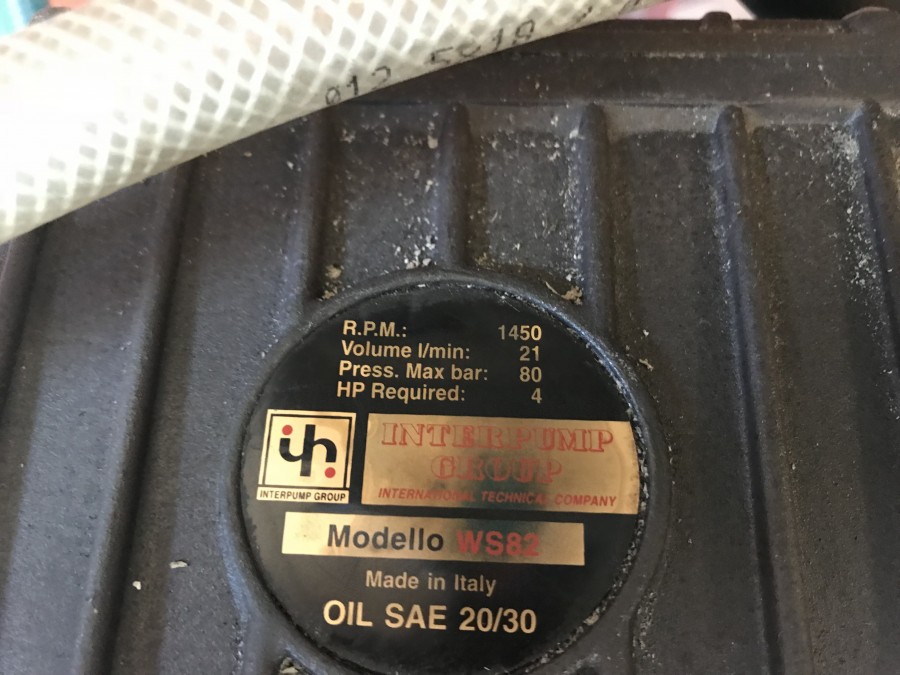 R.P.M.: 1450
Volume l/min: 21
Press. Max bar: 80
HP Required: 4
ih
INTERPUMP GROUP
INTERPUMP
GROUP
INTERNATIONAL TECHNICAL COMPANY
Modello WS82
Made in Italy
OIL SAE 20/30